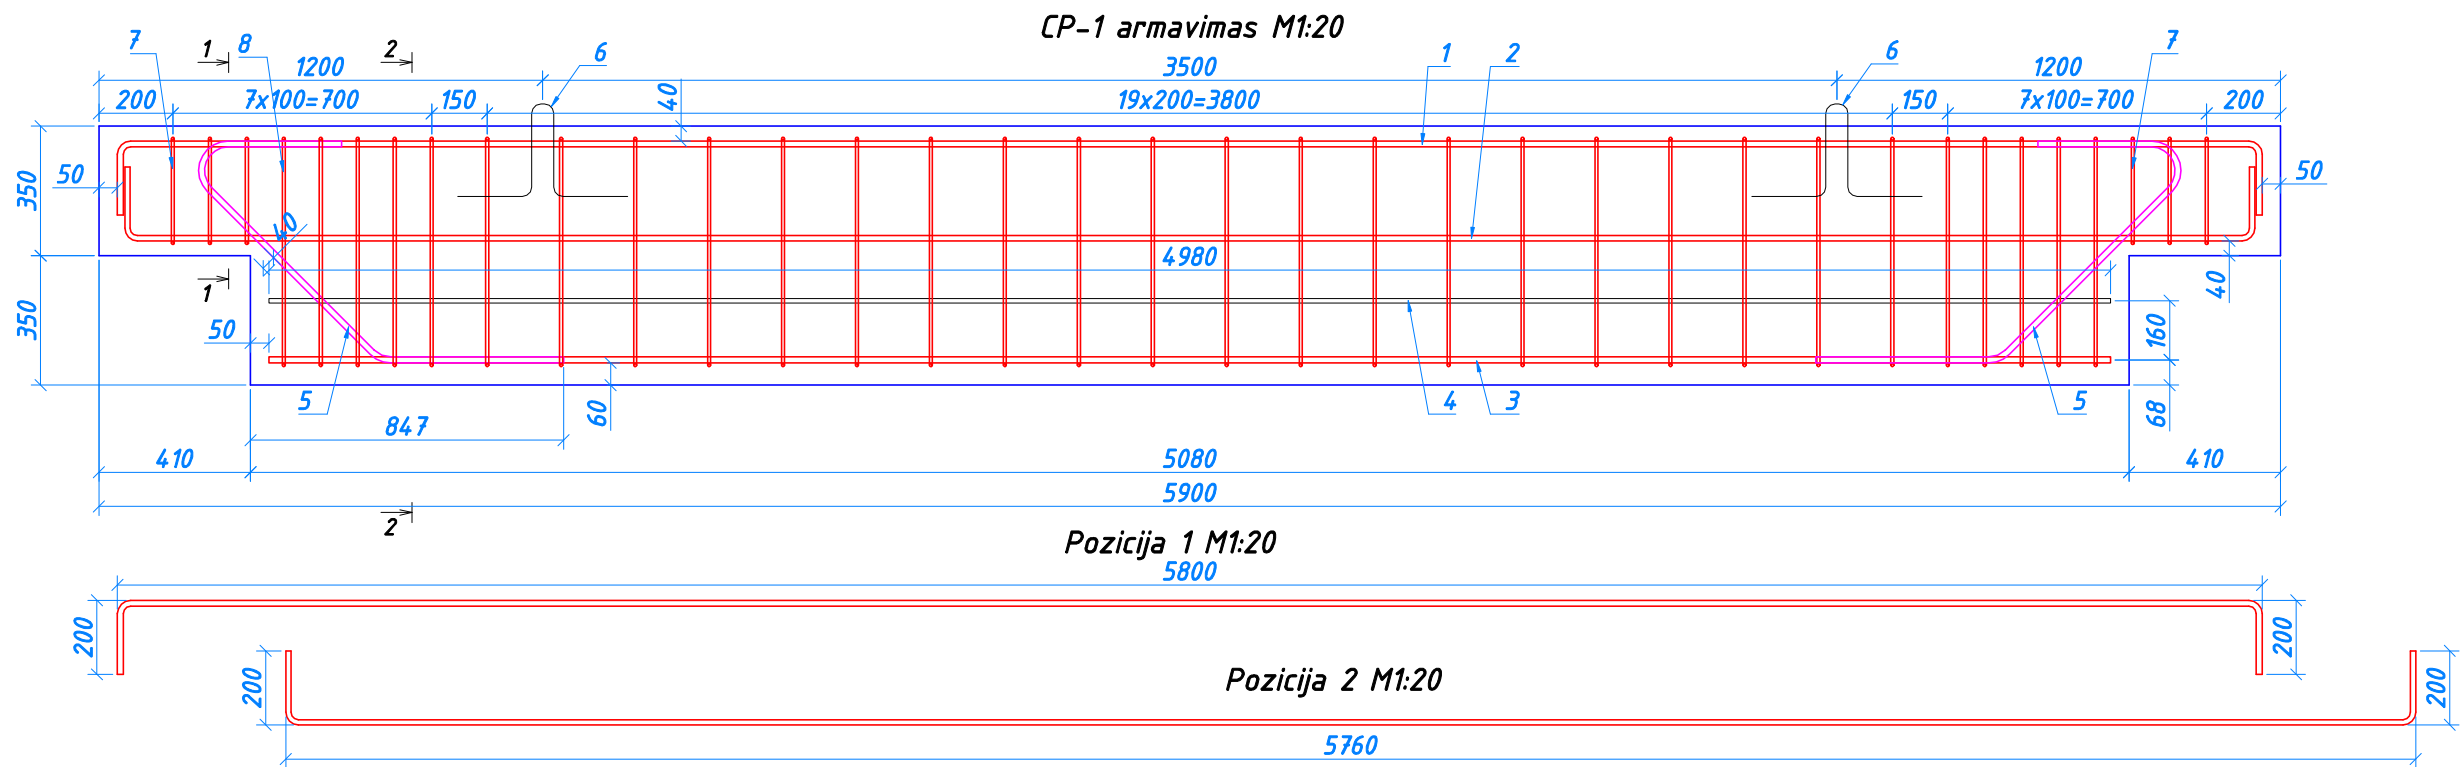 CP-1 armavimas M1:20
7 1 8 2 6 1 2 6 7
1200 3500 1200
200 7x100=700 150 40 19x200=3800 150 7x100=700 200
50 50
350
40
4980
1 40
350
50 160
5 4 3 5
847 60 68
410 5080 410
5900
2
Pozicija 1 M1:20
5800
200 200
Pozicija 2 M1:20
200 200
5760